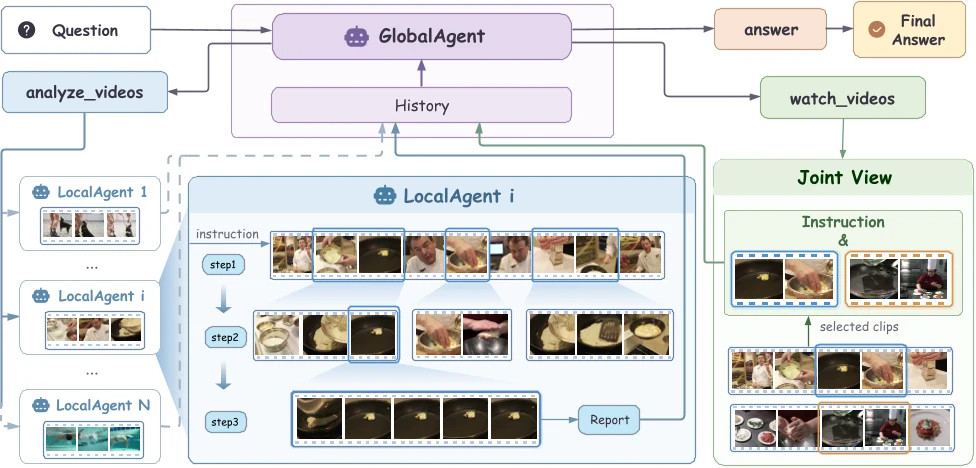 Question
GlobalAgent
answer
Final
Answer
analyze_videos
History
watch_videos
LocalAgent 1
...
LocalAgent i
...
LocalAgent N
LocalAgent i
instruction
step1
step2
step3
Report
Joint View
Instruction
&
selected clips